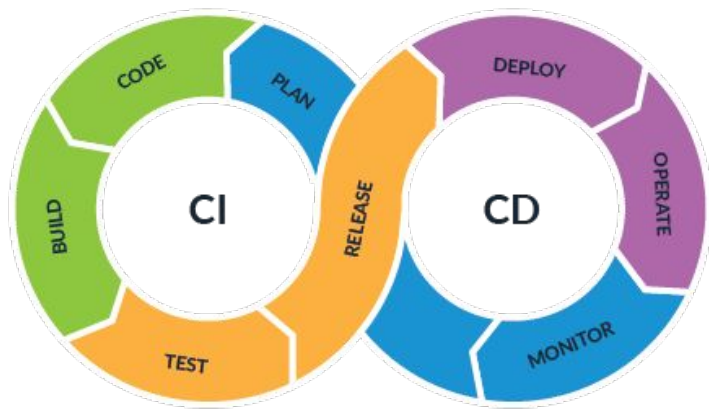 CODE
PLAN
BUILD
CI
TEST
RELEASE
DEPLOY
OPERATE
CD
MONITOR